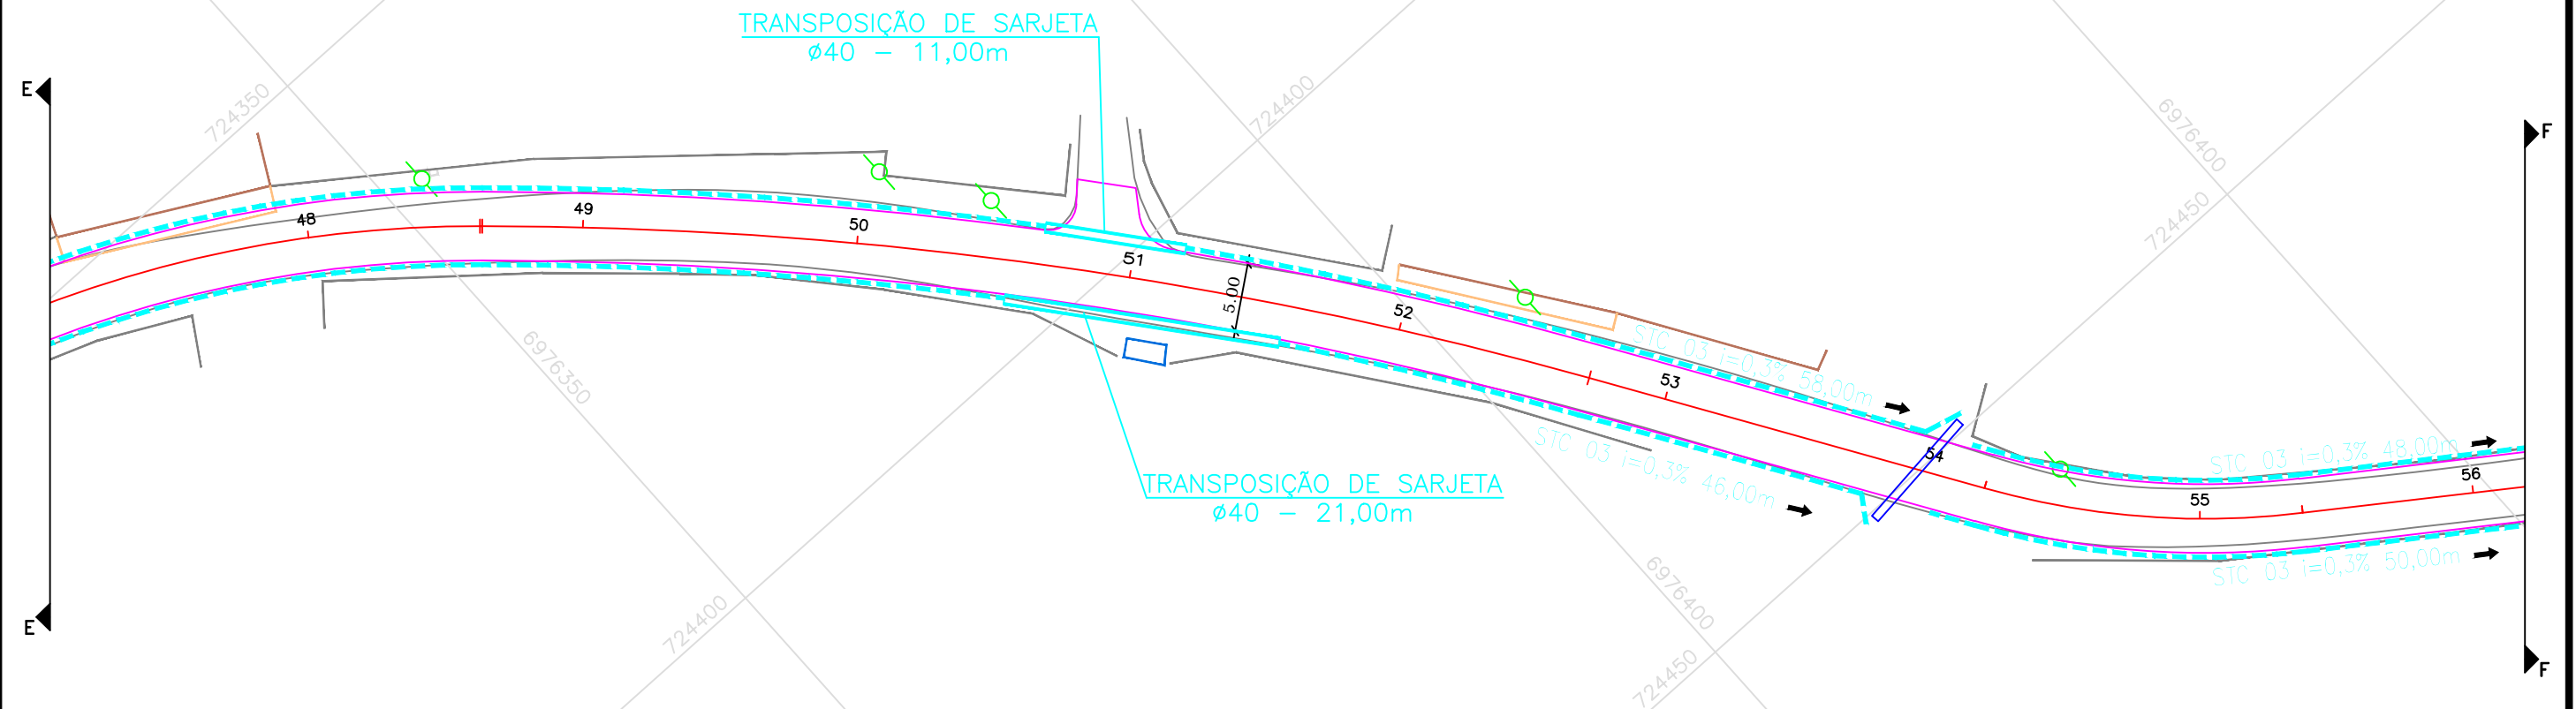 TRANSPOSIÇÃO DE SARJETA
ø40 - 11,00m
E
F
724350
724400
6976400
724450
48
49
50
51
5.00
52
53
54
55
56
6976350
STC 03 i=0,3% 58,00m
STC 03 i=0,3% 46,00m
STC 03 i=0,3% 48,00m
STC 03 i=0,3% 50,00m
TRANSPOSIÇÃO DE SARJETA
ø40 - 21,00m
724400
6976400
724450
E
F